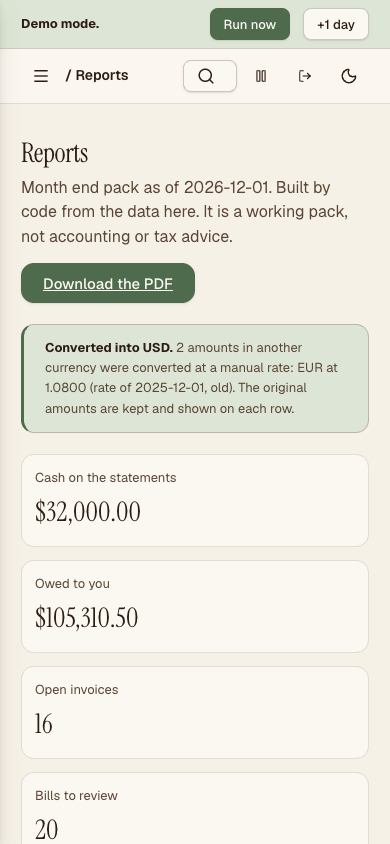 Demo mode.
Run now
+1 day
/ Reports
Reports
Month end pack as of 2026-12-01. Built by
code from the data here. It is a working pack,
not accounting or tax advice.
Download the PDF
Converted into USD. 2 amounts in another
currency were converted at a manual rate: EUR at
1.0800 (rate of 2025-12-01, old). The original
amounts are kept and shown on each row.
Cash on the statements
$32,000.00
Owed to you
$105,310.50
Open invoices
16
Bills to review
20